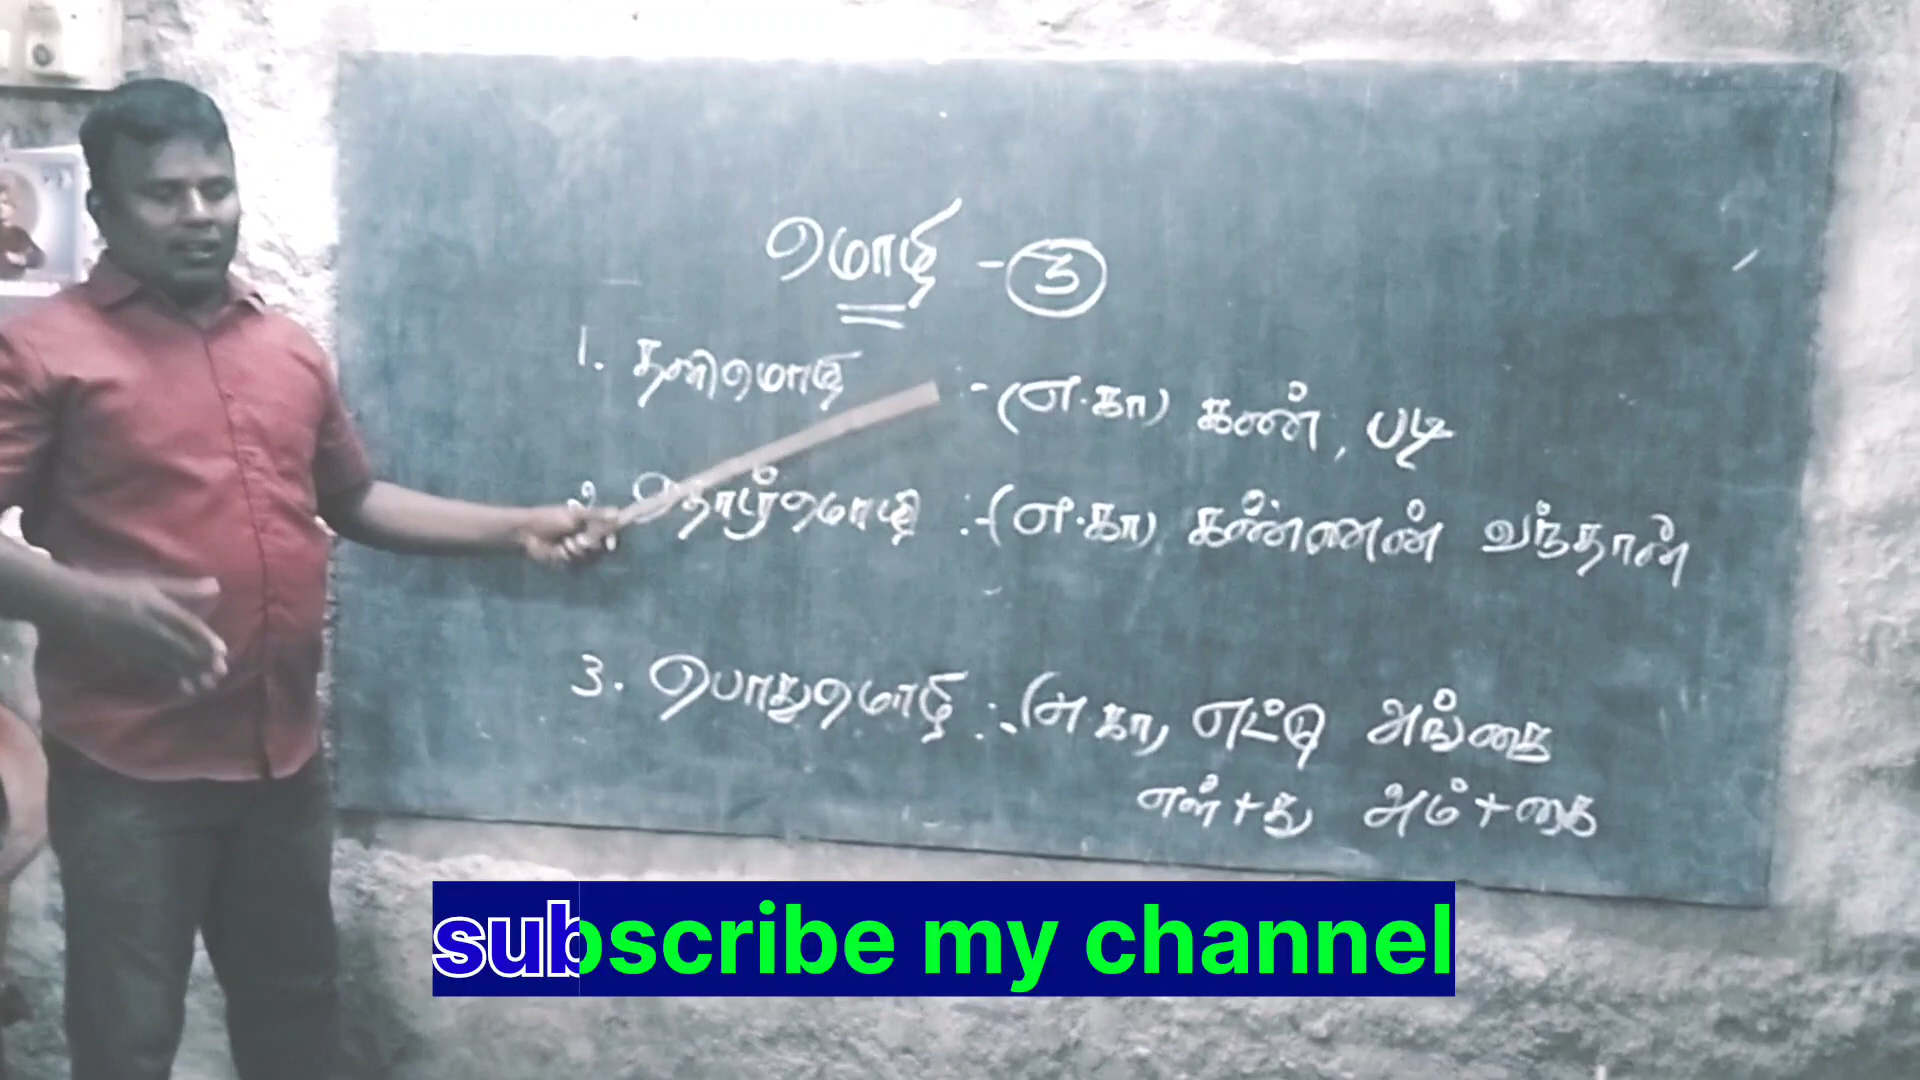 மொழி - 3
1. தனிமொழி :- (எ.கா) கண், படி
2. தொடர்மொழி :- (எ.கா) கண்ணன் வந்தான்
3. பொதுமொழி :- (எ.கா) எட்டு அங்கை
எள்+து அம்+கை
subscribe my channel